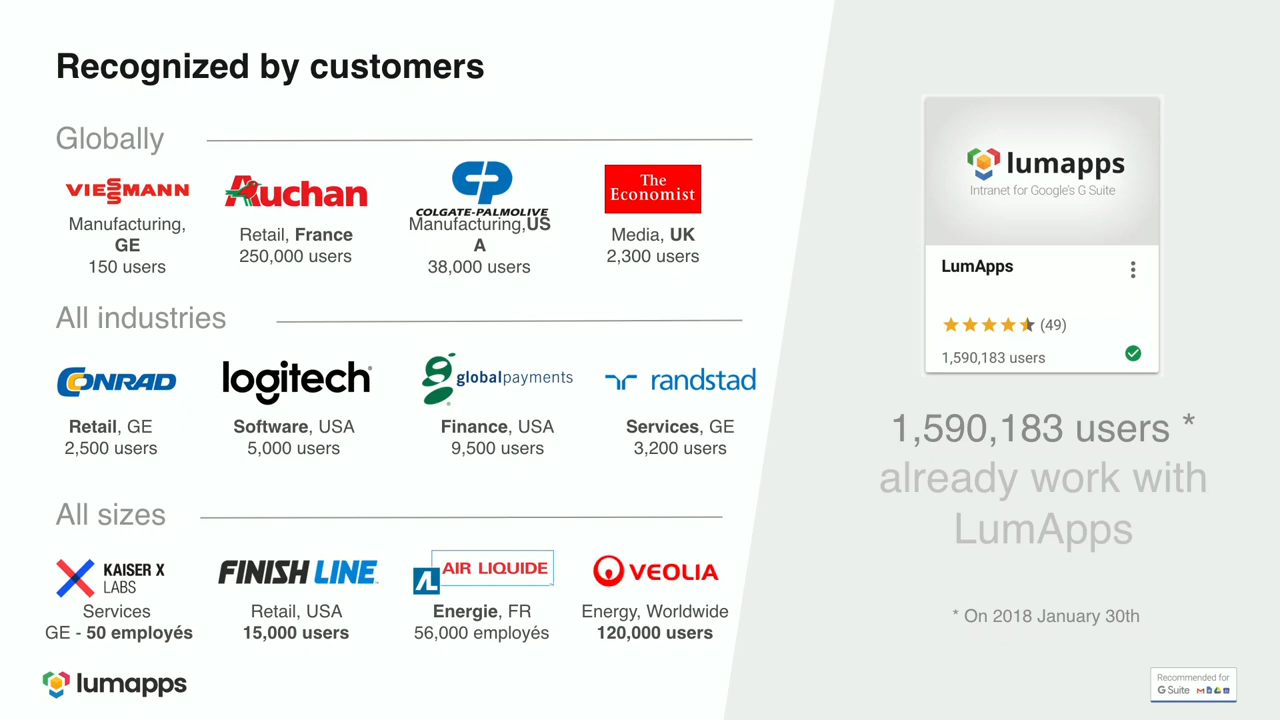 Recognized by customers
Globally
VIESSMANN
Manufacturing,
GE
150 users
Auchan
Retail, France
250,000 users
COLGATE-PALMOLIVE
Manufacturing,US
A
38,000 users
The
Economist
Media, UK
2,300 users
All industries
CONRAD
Retail, GE
2,500 users
logitech
Software, USA
5,000 users
globalpayments
Finance, USA
9,500 users
randstad
Services, GE
3,200 users
All sizes
KAISER X
LABS
Services
GE - 50 employés
FINISH LINE
Retail, USA
15,000 users
AL AIR LIQUIDE
Energie, FR
56,000 employés
VEOLIA
Energy, Worldwide
120,000 users
lumapps
lumapps
Intranet for Google's G Suite
LumApps
(49)
1,590,183 users
1,590,183 users *
already work with
LumApps
* On 2018 January 30th
Recommended for
G Suite